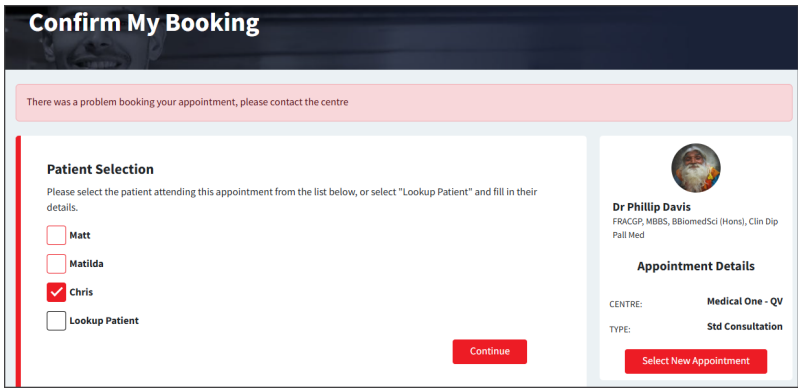 Confirm My Booking
There was a problem booking your appointment, please contact the centre
Patient Selection
Please select the patient attending this appointment from the list below, or select "Lookup Patient" and fill in their
details.
Matt
Matilda
Chris
Lookup Patient
Continue
Dr Phillip Davis
FRACGP, MBBS, BBiomedSci (Hons), Clin Dip
Pall Med
Appointment Details
CENTRE: Medical One - QV
TYPE: Std Consultation
Select New Appointment